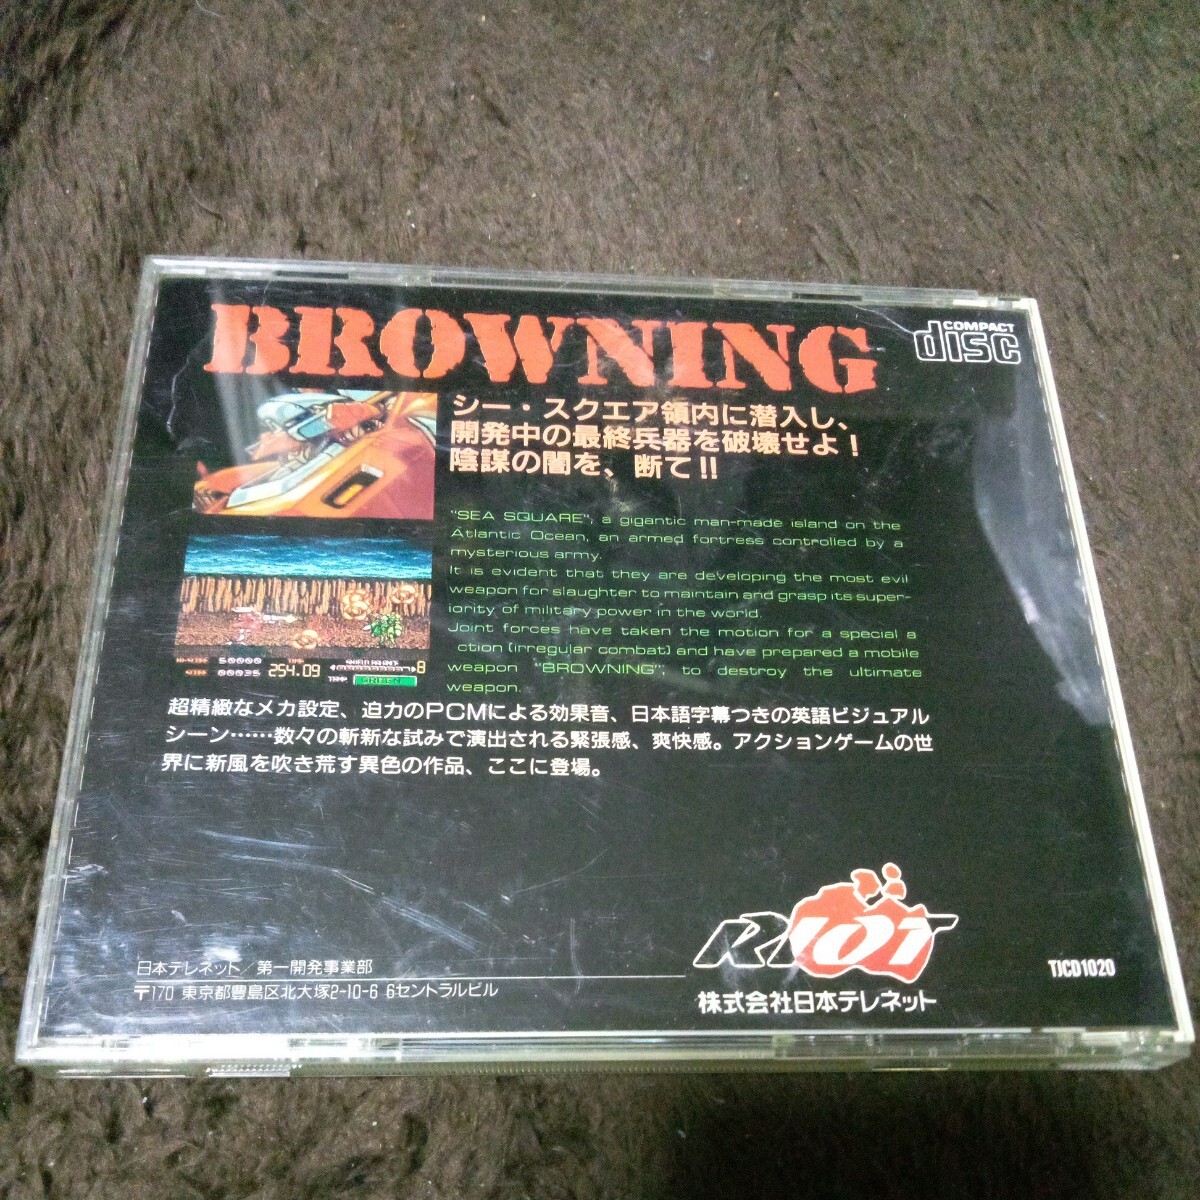 BROWNING
COMPACT
disc
シー・スクエア領内に潜入し、
開発中の最終兵器を破壊せよ！
陰謀の闇を、断て!!
"SEA SQUARE", a gigantic man-made island on the
Atlantic Ocean, an armed fortress controlled by a
mysterious army.
It is evident that they are developing the most evil
weapon for slaughter to maintain and grasp its super-
iority of military power in the world.
Joint forces have taken the motion for a special a
ction (irregular combat) and have prepared a mobile
weapon "BROWNING", to destroy the ultimate
weapon.
50000
00035
254.09
8
GREEN
超精緻なメカ設定、迫力のPCMによる効果音、日本語字幕つきの英語ビジュアル
シーン……数々の斬新な試みで演出される緊張感、爽快感。アクションゲームの世
界に新風を吹き荒す異色の作品、ここに登場。
RIOT
日本テレネット／第一開発事業部
〒170 東京都豊島区北大塚2-10-6 6セントラルビル
株式会社日本テレネット
TJCD1020